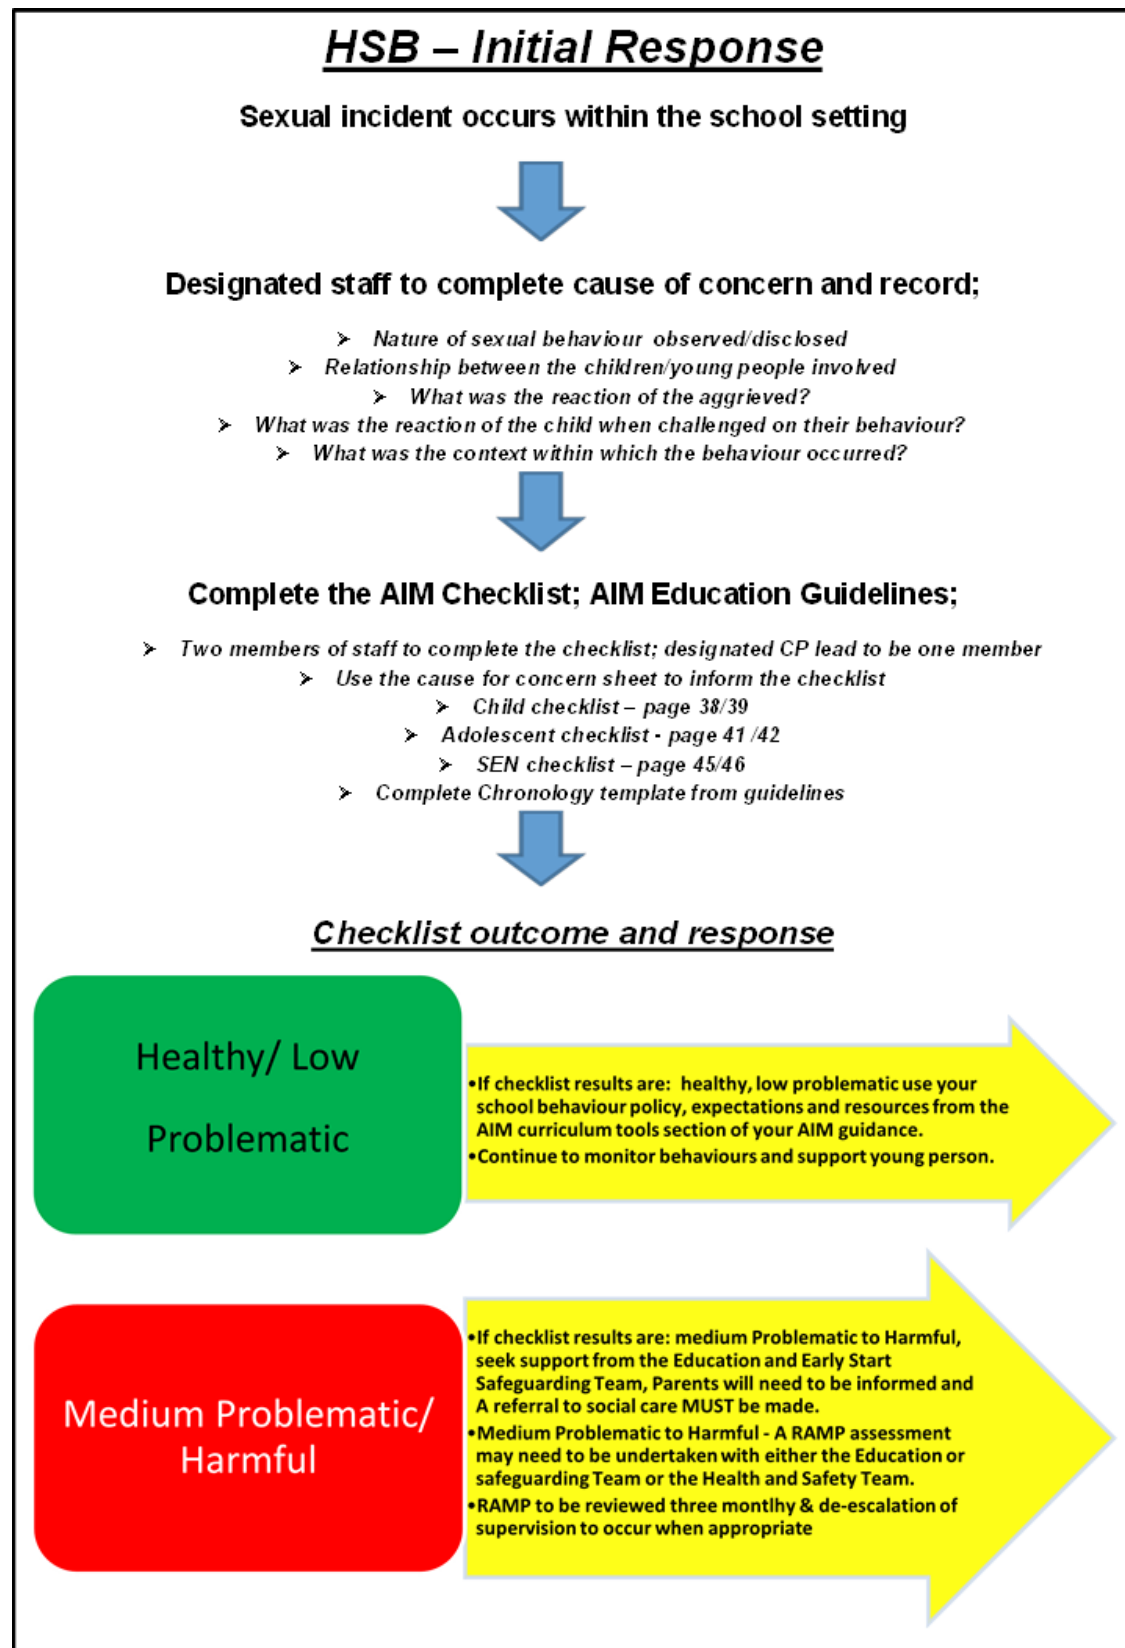 HSB – Initial Response
Sexual incident occurs within the school setting
Designated staff to complete cause of concern and record;
➢ Nature of sexual behaviour observed/disclosed
➢ Relationship between the children/young people involved
➢ What was the reaction of the aggrieved?
➢ What was the reaction of the child when challenged on their behaviour?
➢ What was the context within which the behaviour occurred?
Complete the AIM Checklist; AIM Education Guidelines;
➢ Two members of staff to complete the checklist; designated CP lead to be one member
➢ Use the cause for concern sheet to inform the checklist
➢ Child checklist – page 38/39
➢ Adolescent checklist - page 41 /42
➢ SEN checklist – page 45/46
➢ Complete Chronology template from guidelines
Checklist outcome and response
Healthy/ Low
Problematic
•If checklist results are: healthy, low problematic use your
school behaviour policy, expectations and resources from the
AIM curriculum tools section of your AIM guidance.
•Continue to monitor behaviours and support young person.
Medium Problematic/
Harmful
•If checklist results are: medium Problematic to Harmful,
seek support from the Education and Early Start
Safeguarding Team, Parents will need to be informed and
A referral to social care MUST be made.
•Medium Problematic to Harmful - A RAMP assessment
may need to be undertaken with either the Education or
safeguarding Team or the Health and Safety Team.
•RAMP to be reviewed three montlhy & de-escalation of
supervision to occur when appropriate